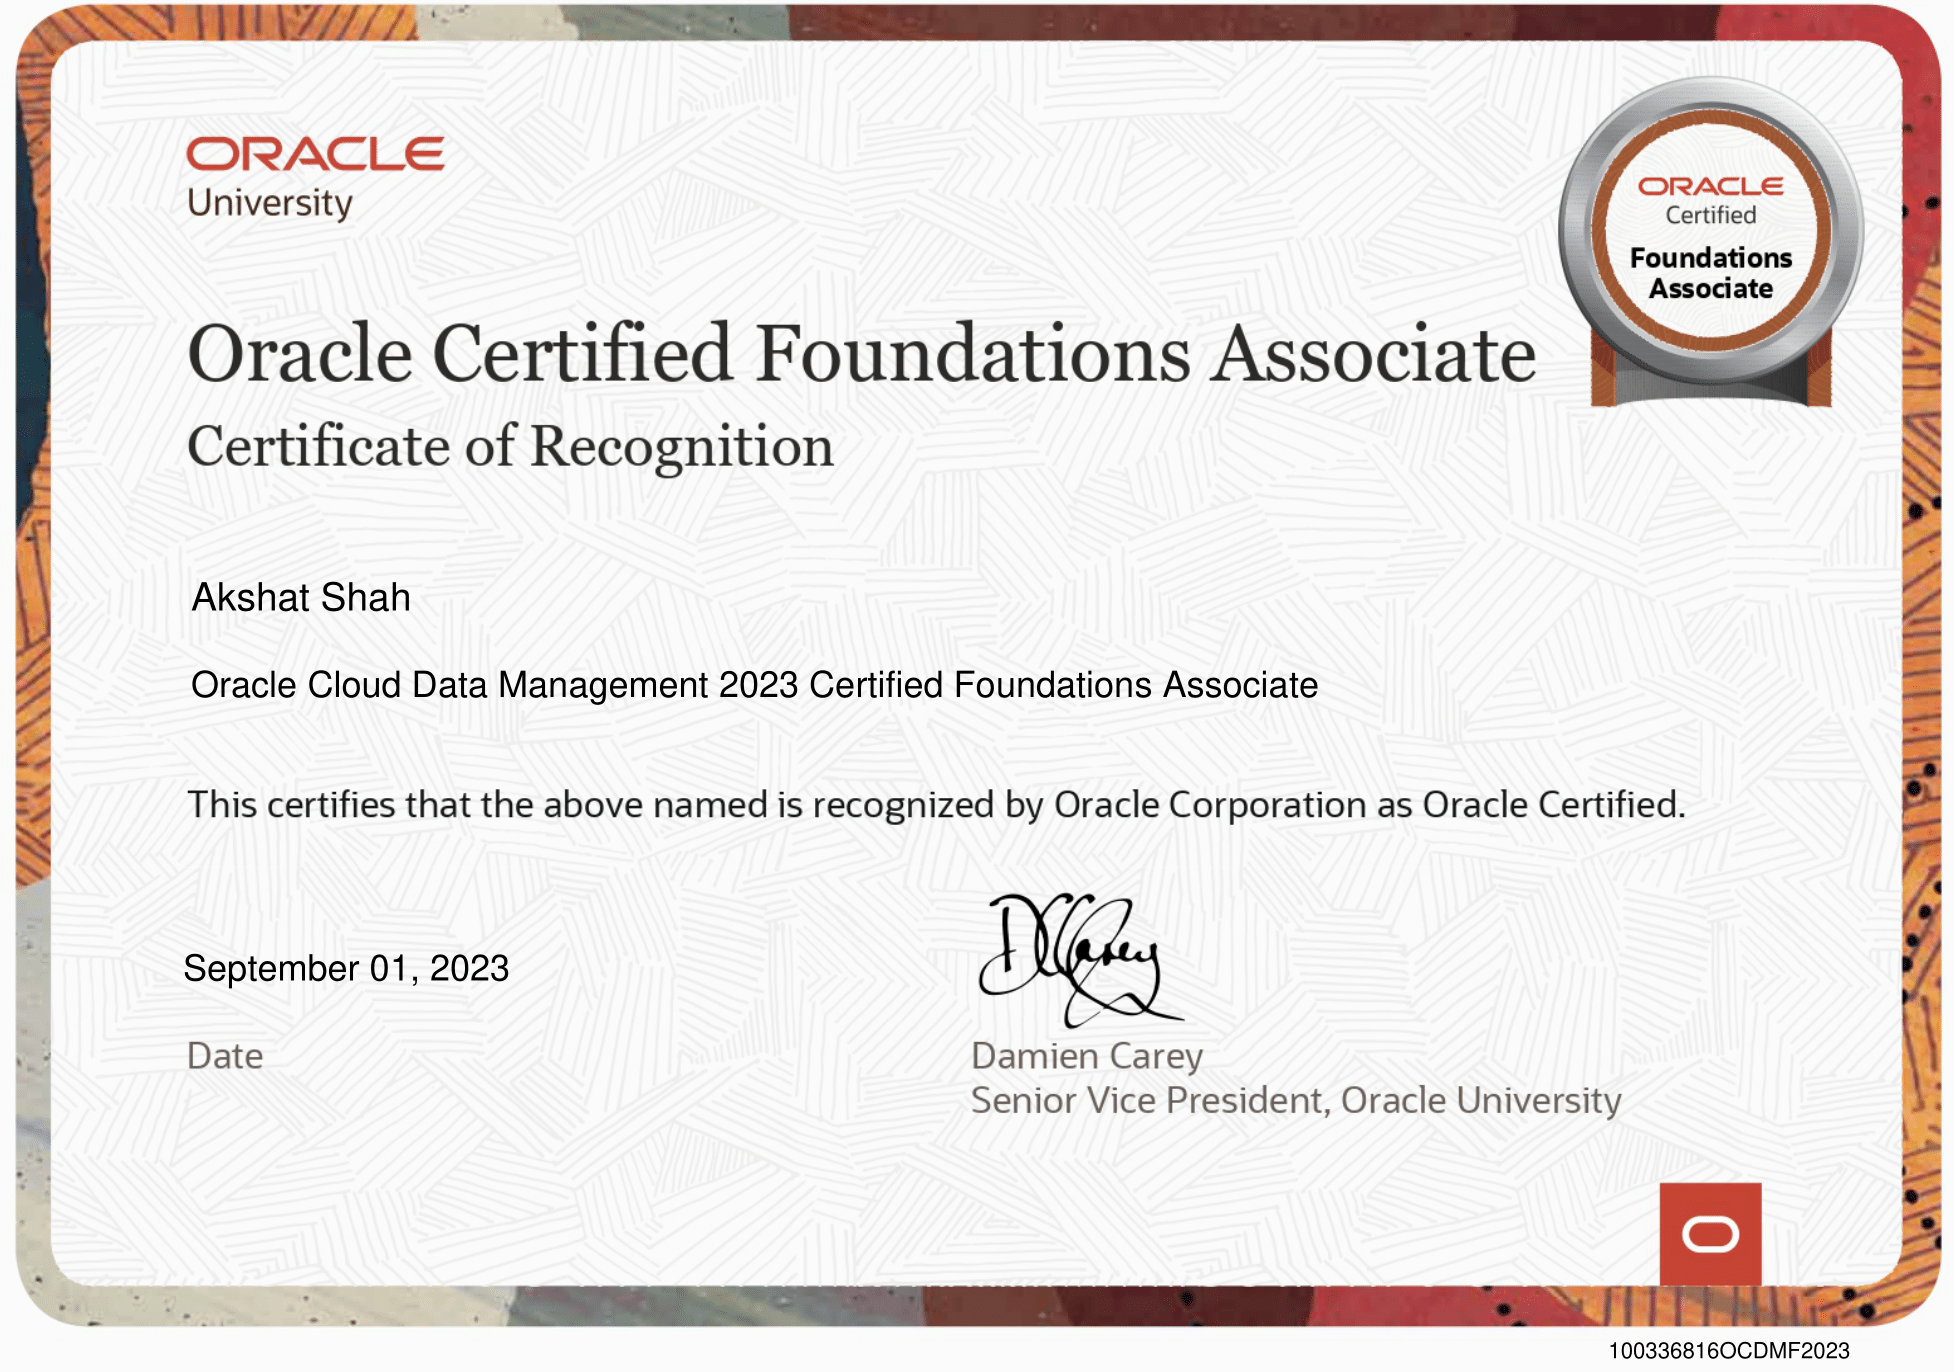 ORACLE
University
ORACLE
Certified
Foundations
Associate
Oracle Certified Foundations Associate
Certificate of Recognition
Akshat Shah
Oracle Cloud Data Management 2023 Certified Foundations Associate
This certifies that the above named is recognized by Oracle Corporation as Oracle Certified.
DCCarey
September 01, 2023
Date
Damien Carey
Senior Vice President, Oracle University
100336816OCDMF2023